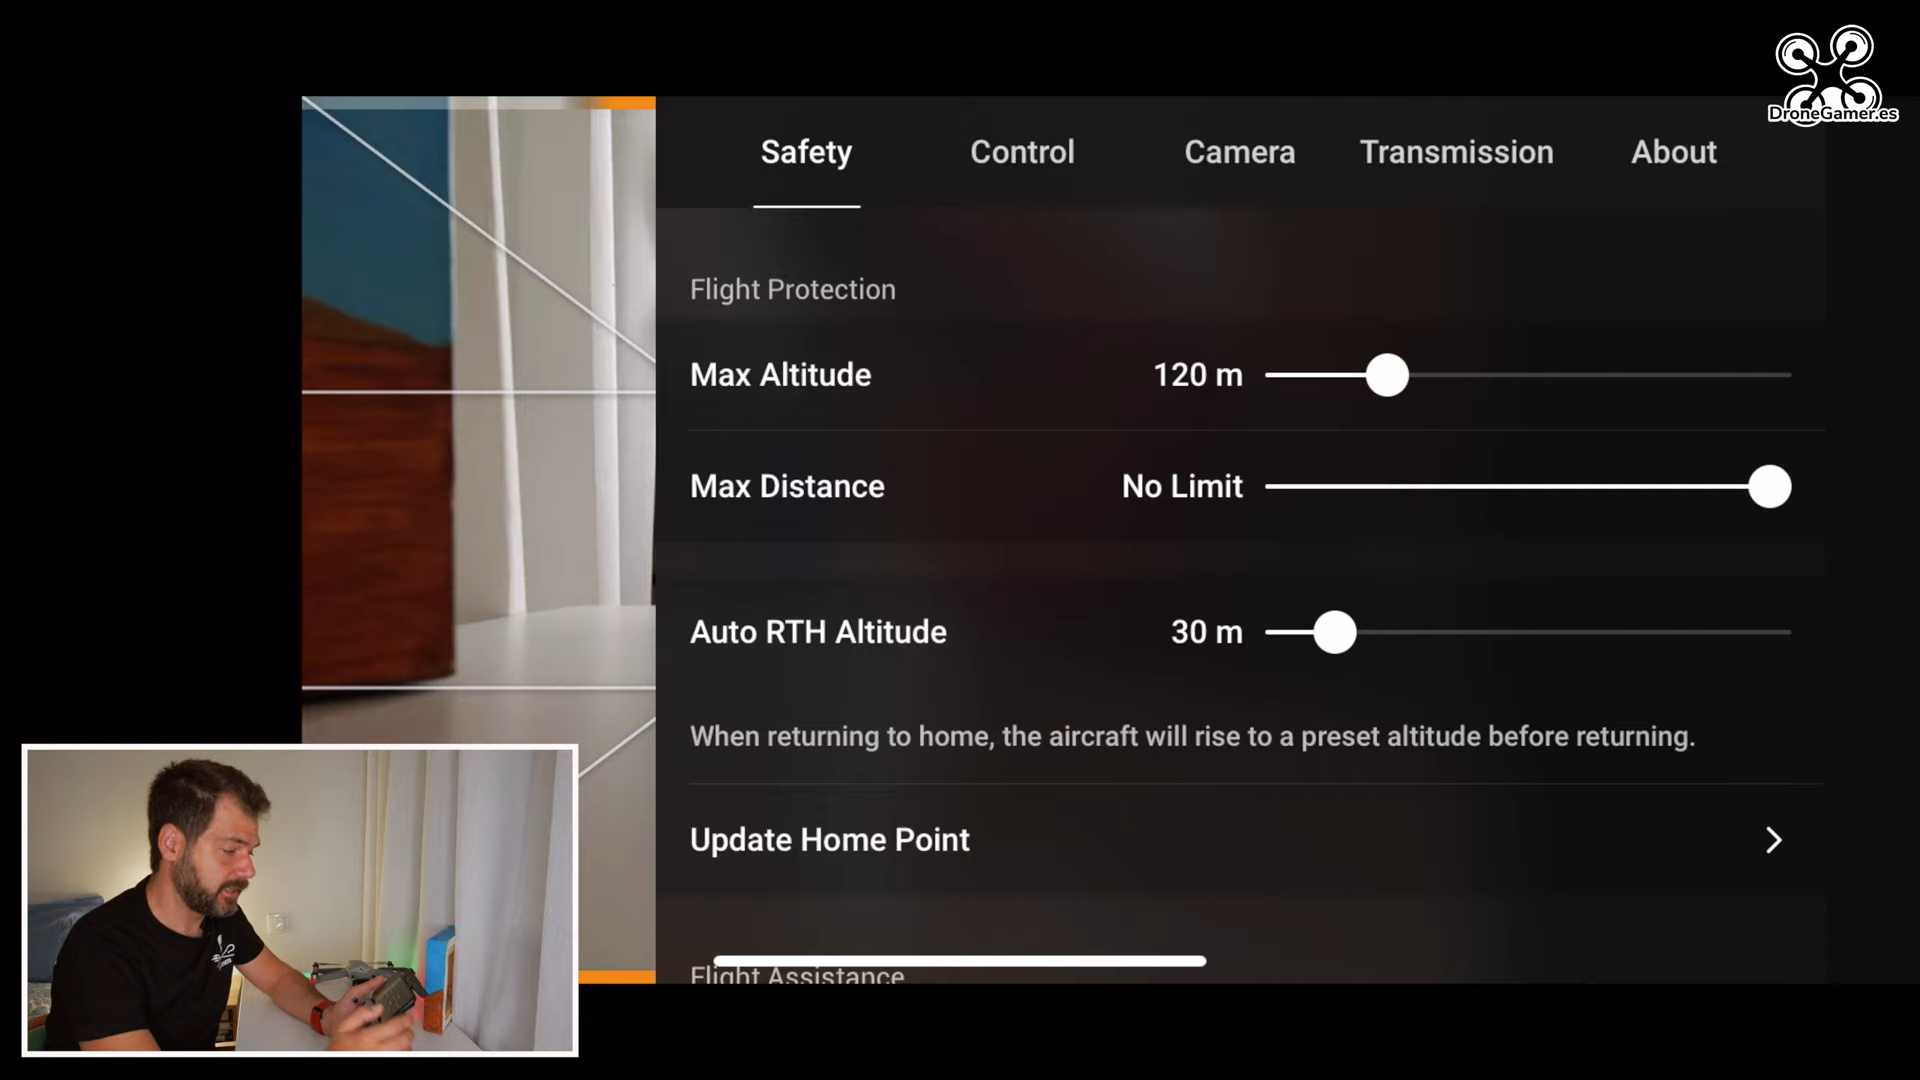 DroneGamer.es
Safety Control Camera Transmission About
Flight Protection
Max Altitude 120 m
Max Distance No Limit
Auto RTH Altitude 30 m
When returning to home, the aircraft will rise to a preset altitude before returning.
Update Home Point
Flight Assistance